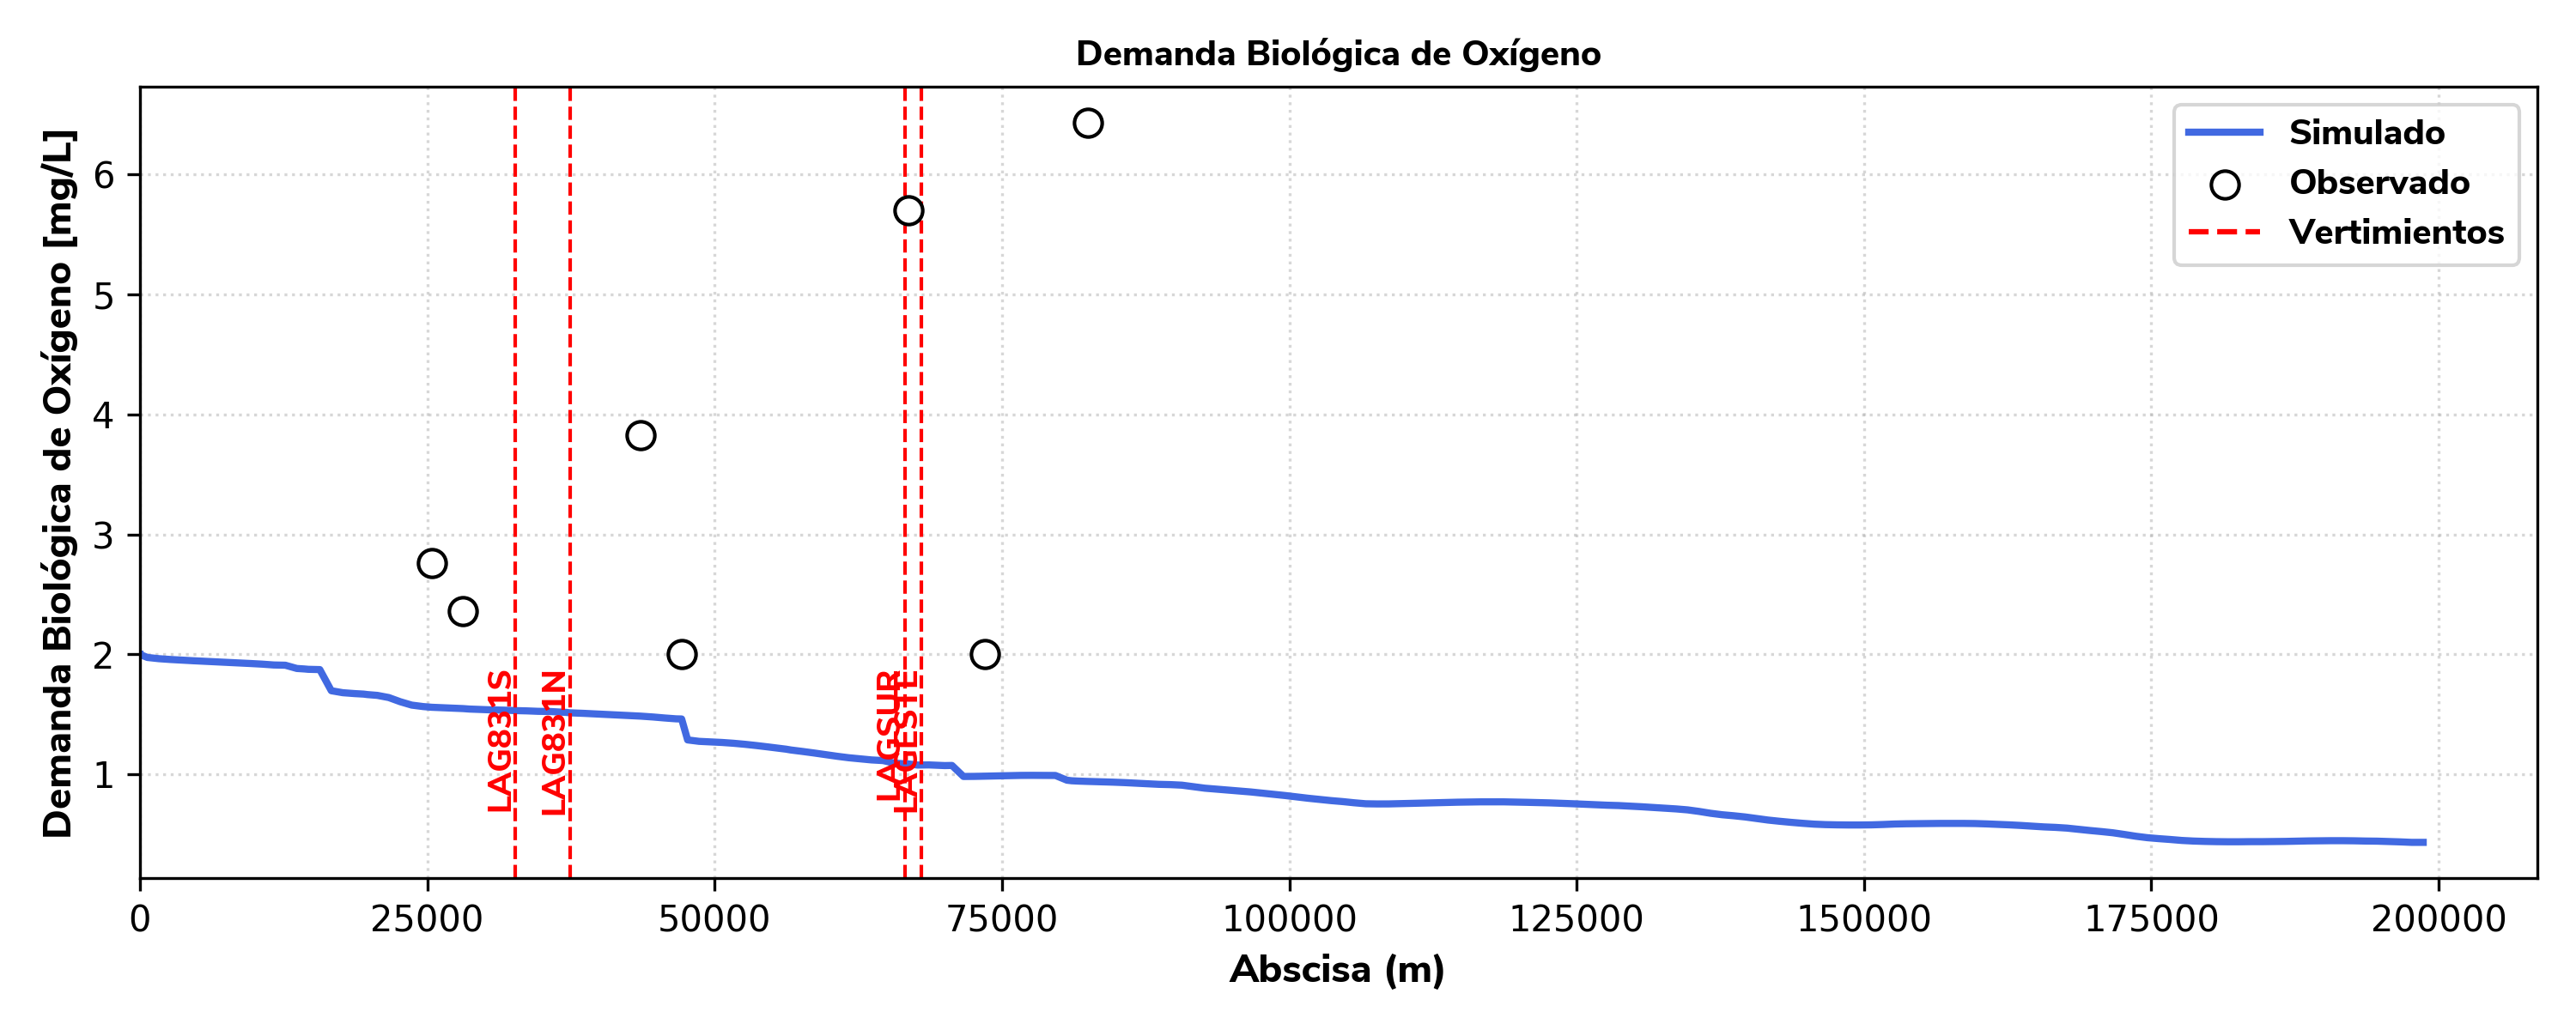 Demanda Biológica de Oxígeno
Demanda Biológica de Oxígeno [mg/L]
6
5
4
3
2
1
Simulado
Observado
Vertimientos
LAG831S
LAG831N
LAGSUR
LAGESTE
0
25000
50000
75000
100000
125000
150000
175000
200000
Abscisa (m)